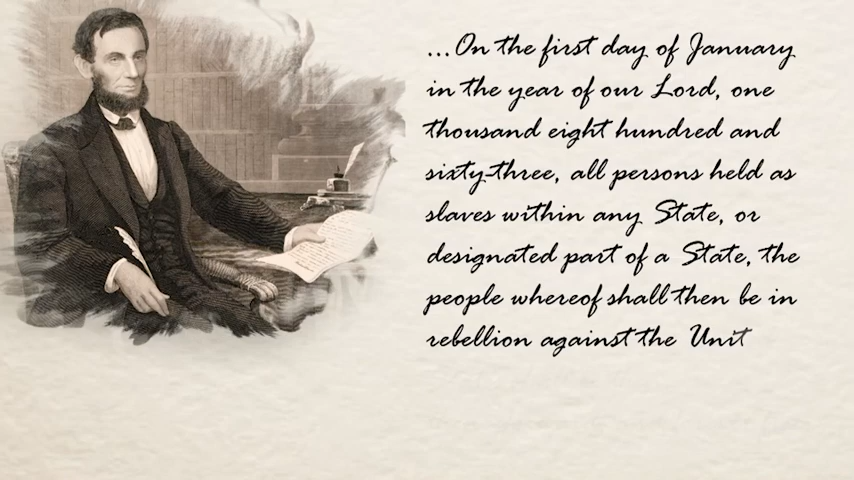 ...On the first day of January
in the year of our Lord, one
thousand eight hundred and
sixty-three, all persons held as
slaves within any State, or
designated part of a State, the
people whereof shall then be in
rebellion against the Unit